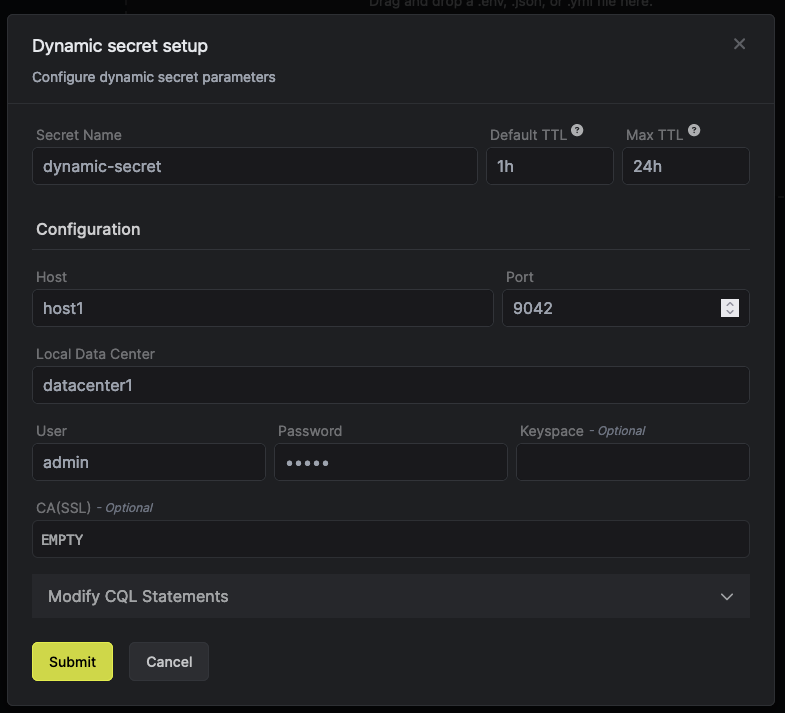 Drag and drop a .env, .json, or .yml file here.
Dynamic secret setup
Configure dynamic secret parameters
Secret Name
Default TTL ?
Max TTL ?
dynamic-secret
1h
24h
Configuration
Host
Port
host1
9042
Local Data Center
datacenter1
User
Password
Keyspace - Optional
admin
•••••
CA(SSL) - Optional
EMPTY
Modify CQL Statements
Submit
Cancel